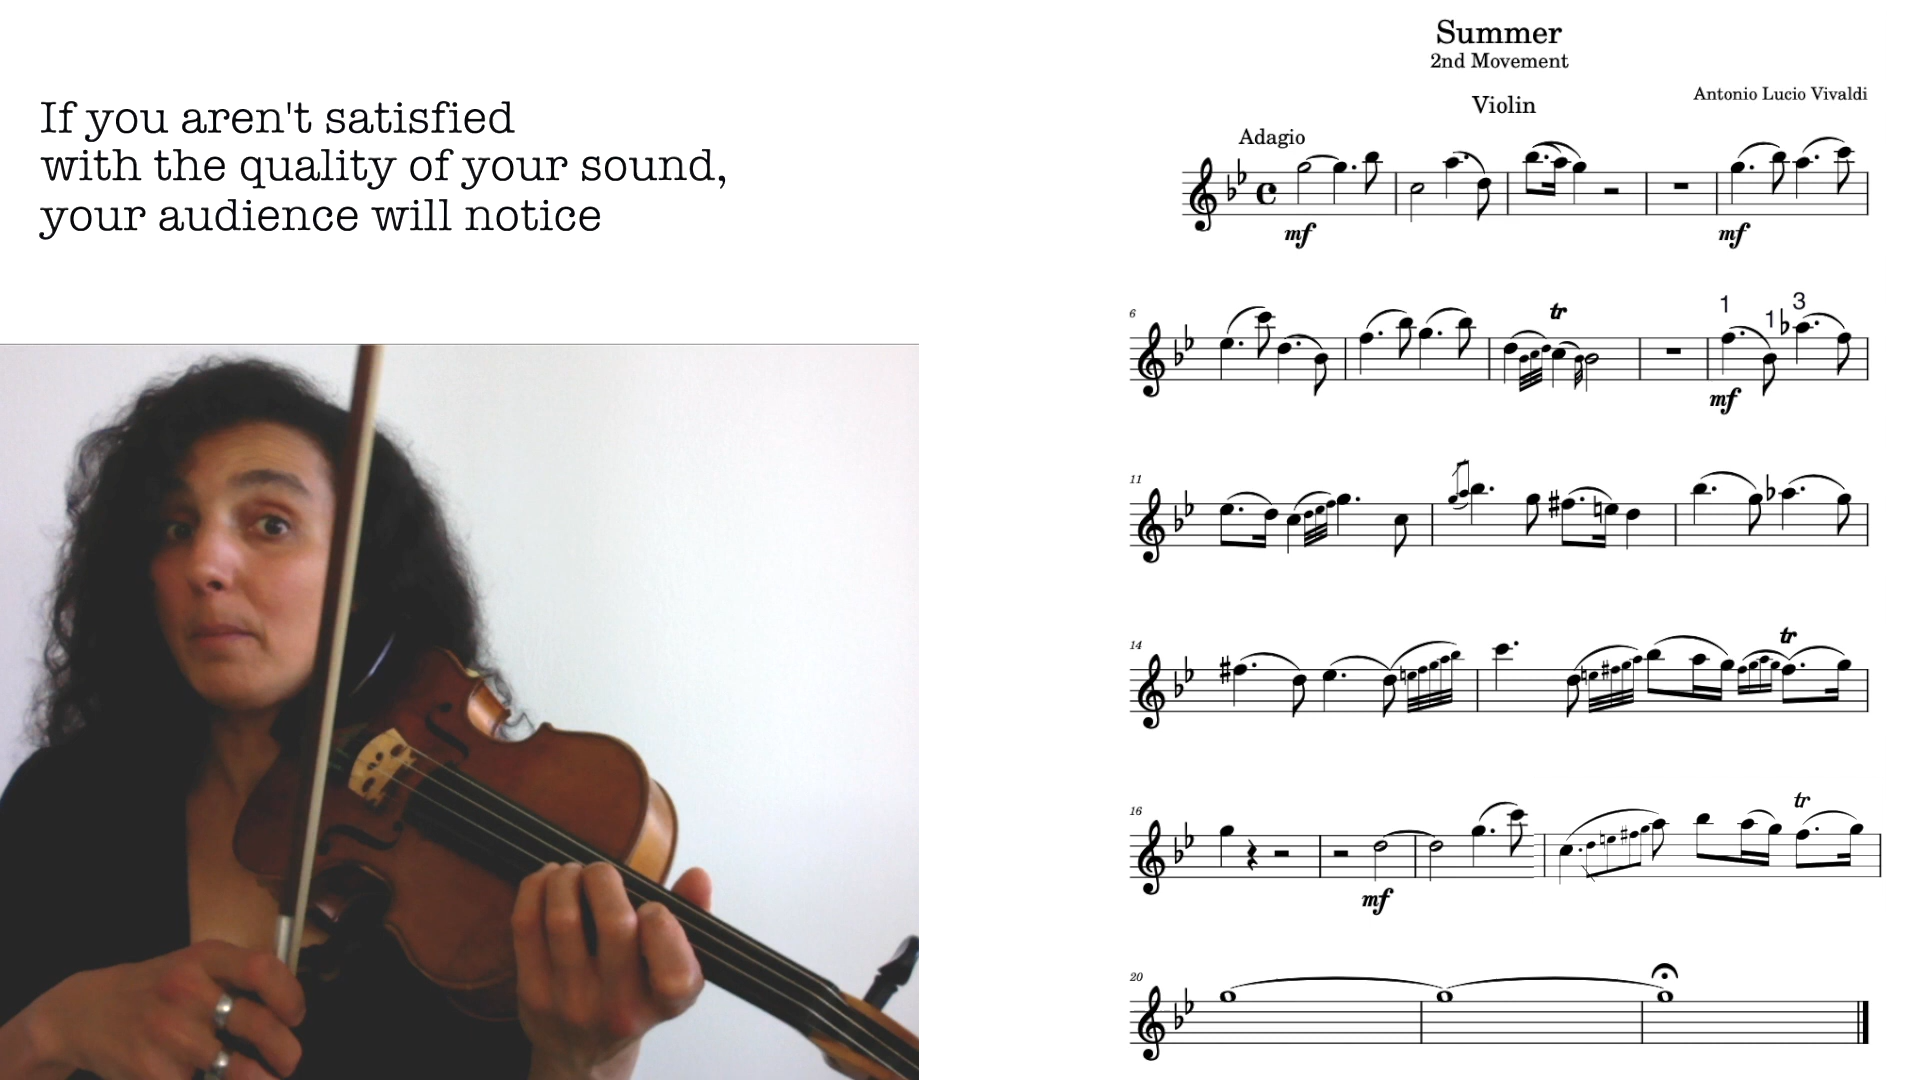 If you aren't satisfied
with the quality of your sound,
your audience will notice
Summer
2nd Movement
Violin
Antonio Lucio Vivaldi
Adagio
mf
mf
6
tr
1
1
3
mf
11
14
tr
16
tr
mf
20